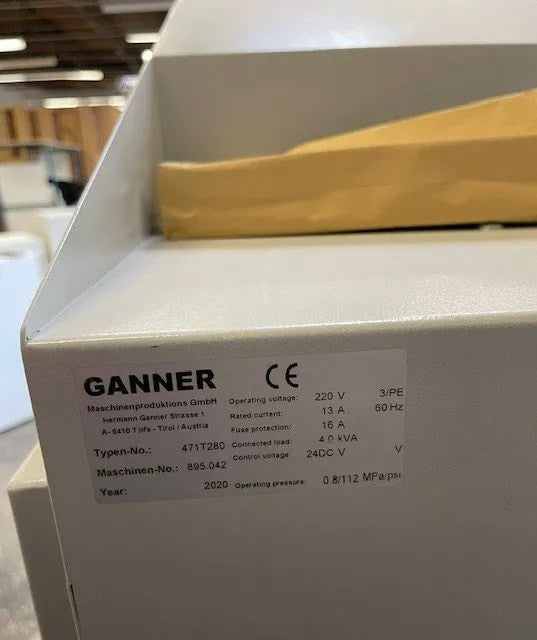 GANNER
CE
Maschinenproduktions GmbH
Hermann Ganner Strasse 1
A- 6410 Telfs - Tirol / Austria
Typen-No.: 471T280
Maschinen-No.: 895.042
Year: 2020
Operating voltage: 220 V 3/PE
Rated current: 13 A 60 Hz
Fuse protection: 16 A
Connected load: 4.0 kVA
Control voltage: 24DC V V
Operating pressure: 0.8/112 MPa/psi